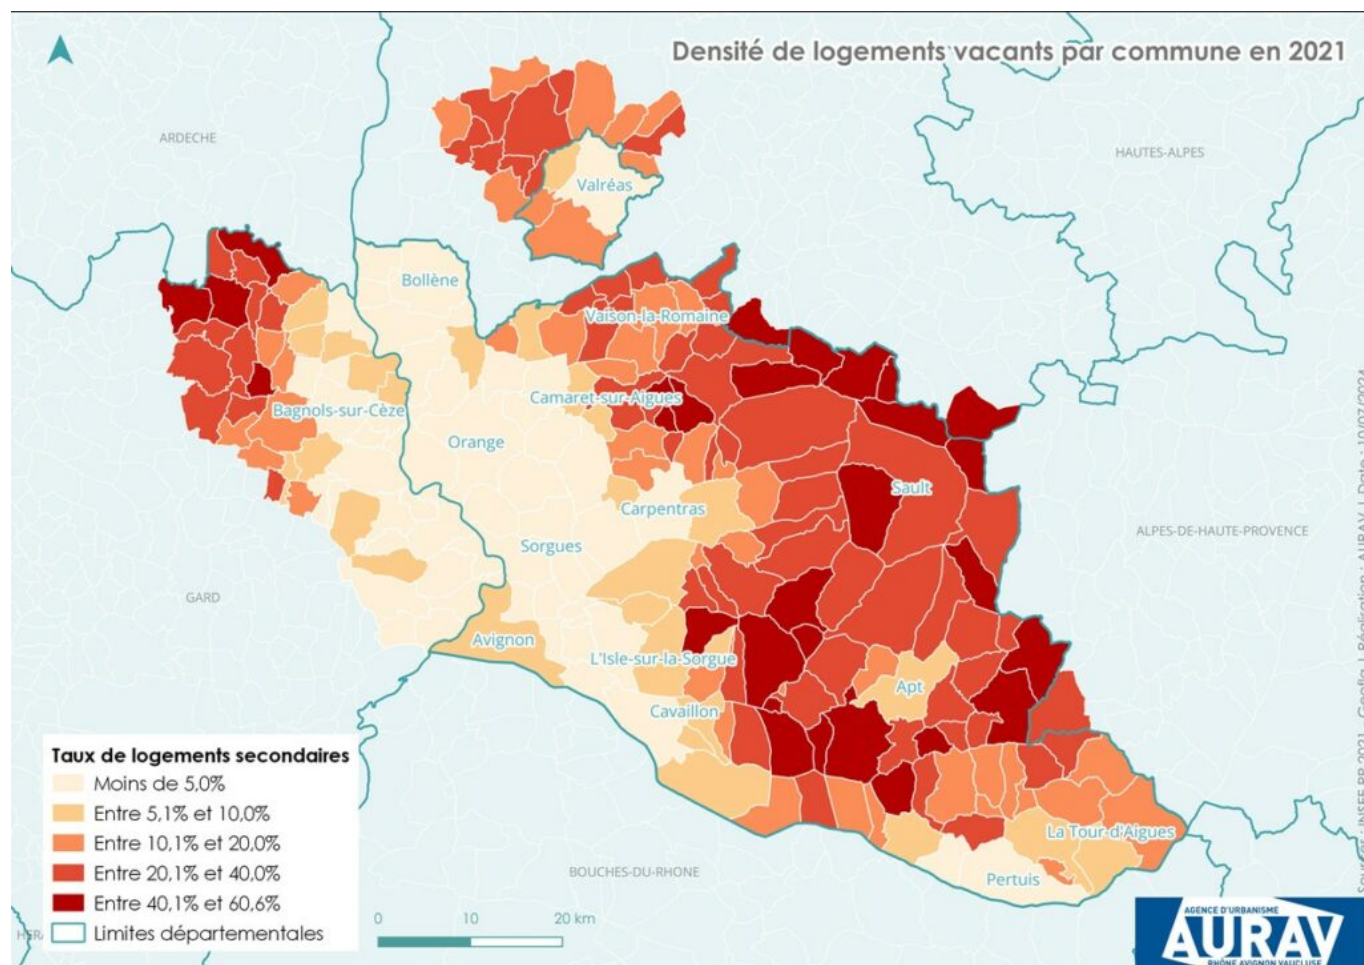 Densité de logements vacants par commune en 2021
ARDECHE
HAUTES-ALPES
Valréas
Bollène
Vaison-la-Romaine
Camaret-sur-Aigues
Bagnols-sur-Cèze
Orange
Sault
Carpentras
ALPES-DE-HAUTE-PROVENCE
Sorgues
GARD
Avignon
L'Isle-sur-la-Sorgue
Apt
Cavaillon
La Tour-d'Aigues
BOUCHES-DU-RHONE
Pertuis
Taux de logements secondaires
Moins de 5,0%
Entre 5,1% et 10,0%
Entre 10,1% et 20,0%
Entre 20,1% et 40,0%
Entre 40,1% et 60,6%
Limites départementales
0 10 20 km
AGENCE D'URBANISME
AURAV
RHÔNE AVIGNON VAUCLUSE